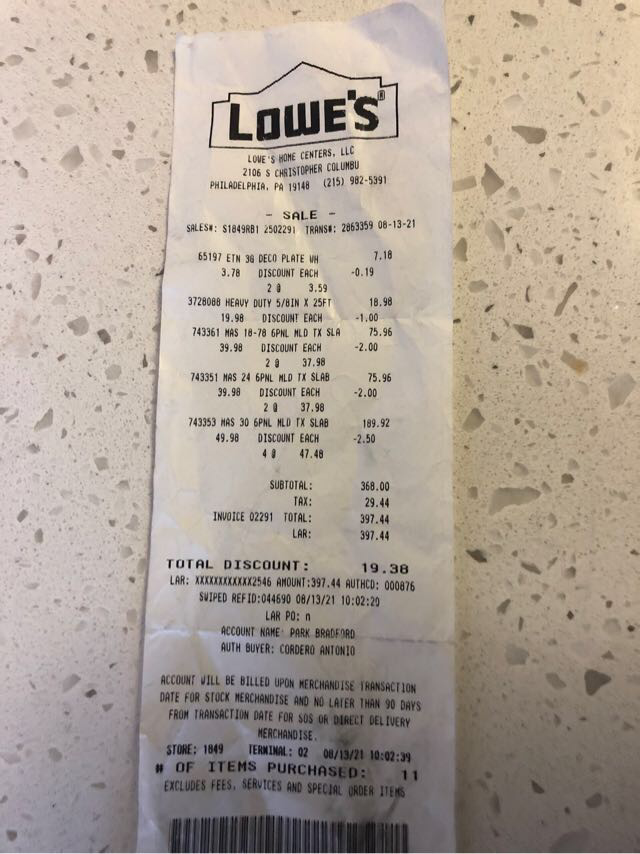 LOWE'S®
LOWE'S HOME CENTERS, LLC
2106 S CHRISTOPHER COLUMBU
PHILADELPHIA, PA 19148 (215) 982-5391
- SALE -
SALES#: S1849RB1 2502291 TRANS#: 2863359 08-13-21
65197 ETN 3G DECO PLATE WH 7.18
3.78 DISCOUNT EACH -0.19
2 @ 3.59
3728088 HEAVY DUTY 5/8IN X 25FT 18.98
19.98 DISCOUNT EACH -1.00
743361 MAS 18-78 6PNL MLD TX SLA 75.96
39.98 DISCOUNT EACH -2.00
2 @ 37.98
743351 MAS 24 6PNL MLD TX SLAB 75.96
39.98 DISCOUNT EACH -2.00
2 @ 37.98
743353 MAS 30 6PNL MLD TX SLAB 189.92
49.98 DISCOUNT EACH -2.50
4 @ 47.48
SUBTOTAL: 368.00
TAX: 29.44
INVOICE 02291 TOTAL: 397.44
LAR: 397.44
TOTAL DISCOUNT: 19.38
LAR: XXXXXXXXXXXX2546 AMOUNT:397.44 AUTHCD: 000876
SWIPED REFID:044690 08/13/21 10:02:20
LAR PO: n
ACCOUNT NAME: PARK BRADFORD
AUTH BUYER: CORDERO ANTONIO
ACCOUNT WILL BE BILLED UPON MERCHANDISE TRANSACTION
DATE FOR STOCK MERCHANDISE AND NO LATER THAN 90 DAYS
FROM TRANSACTION DATE FOR SOS OR DIRECT DELIVERY
MERCHANDISE.
STORE: 1849 TERMINAL: 02 08/13/21 10:02:39
# OF ITEMS PURCHASED: 11
EXCLUDES FEES, SERVICES AND SPECIAL ORDER ITEMS